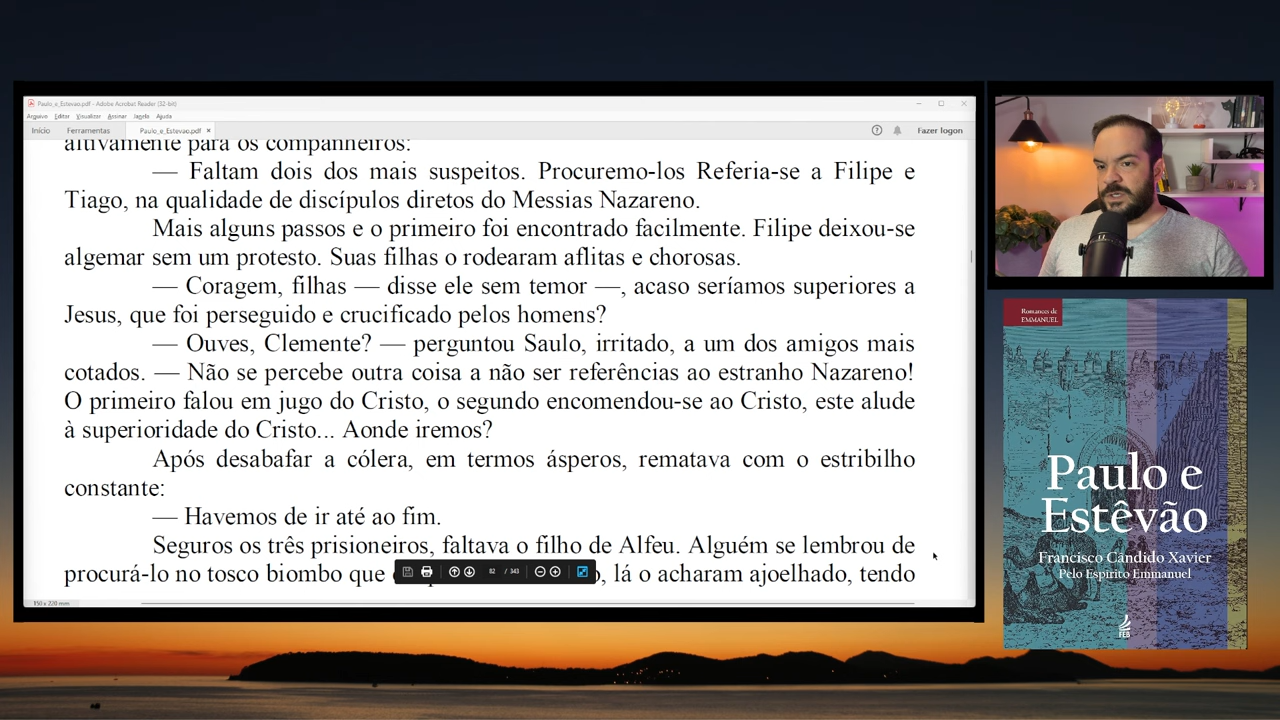 Paulo_e_Estevao.pdf - Adobe Acrobat Reader (32-bit)
Arquivo Editar Visualizar Assinar Janela Ajuda
Início Ferramentas Paulo_e_Estevao.pdf × Fazer logon
altivamente para os companheiros:
— Faltam dois dos mais suspeitos. Procuremo-los Referia-se a Filipe e
Tiago, na qualidade de discípulos diretos do Messias Nazareno.
Mais alguns passos e o primeiro foi encontrado facilmente. Filipe deixou-se
algemar sem um protesto. Suas filhas o rodearam aflitas e chorosas.
— Coragem, filhas — disse ele sem temor —, acaso seríamos superiores a
Jesus, que foi perseguido e crucificado pelos homens?
— Ouves, Clemente? — perguntou Saulo, irritado, a um dos amigos mais
cotados. — Não se percebe outra coisa a não ser referências ao estranho Nazareno!
O primeiro falou em jugo do Cristo, o segundo encomendou-se ao Cristo, este alude
à superioridade do Cristo... Aonde iremos?
Após desabafar a cólera, em termos ásperos, rematava com o estribilho
constante:
— Havemos de ir até ao fim.
Seguros os três prisioneiros, faltava o filho de Alfeu. Alguém se lembrou de
procurá-lo no tosco biombo que lá o acharam ajoelhado, tendo
82 / 343
150 x 220 mm
Romances de
EMMANUEL
Paulo e
Estêvão
Francisco Cândido Xavier
Pelo Espírito Emmanuel
FEB